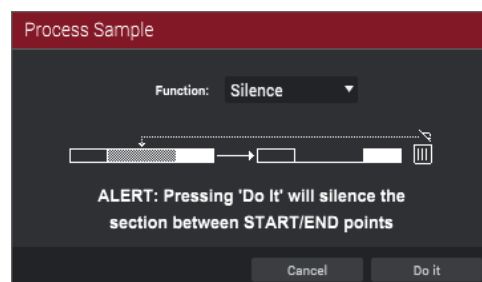 Process Sample
Function: Silence
ALERT: Pressing 'Do It' will silence the
section between START/END points
Cancel Do it